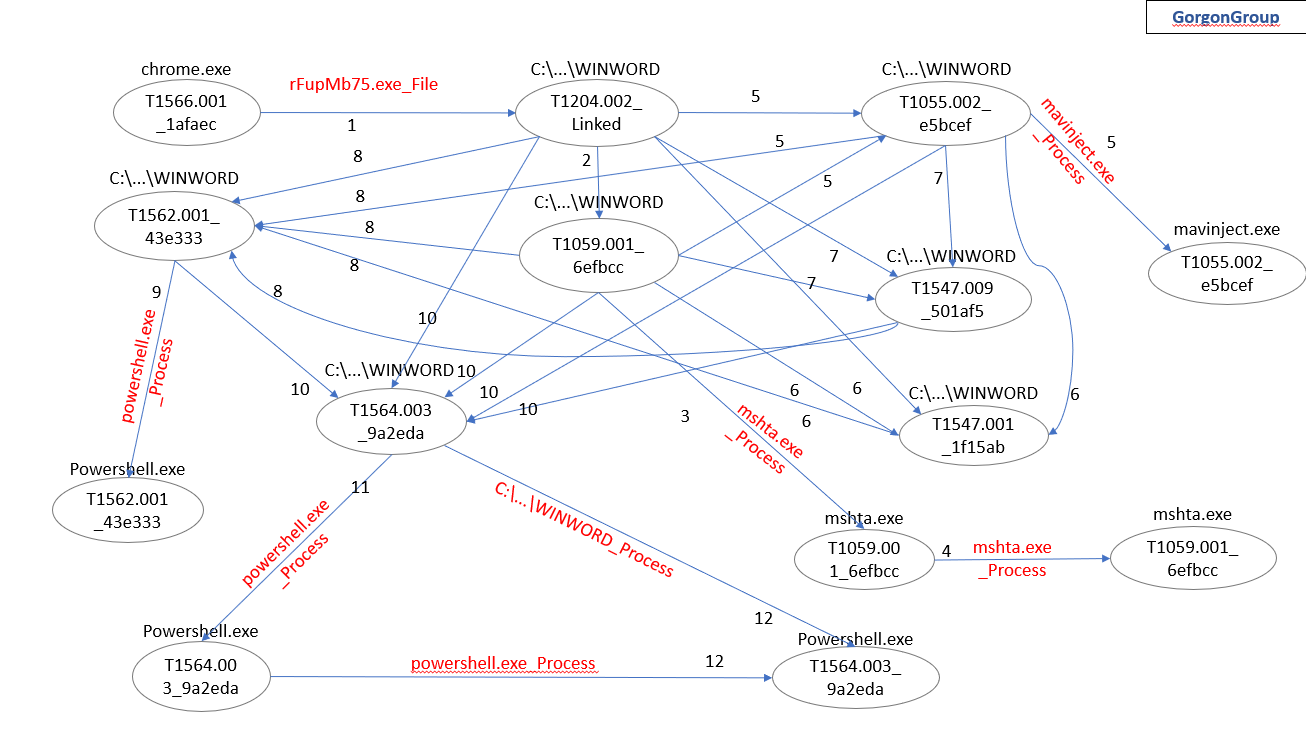 GorgonGroup
chrome.exe
T1566.001
_1afaec
rFupMb75.exe_File
1
C:\...\WINWORD
T1204.002_
Linked
5
C:\...\WINWORD
T1055.002_
e5bcef
mavinject.exe
_Process
5
8
2
5
C:\...\WINWORD
T1562.001_
43e333
8
8
8
C:\...\WINWORD
T1059.001_
6efbcc
5
7
mavinject.exe
T1055.002_
e5bcef
7
7
C:\...\WINWORD
T1547.009
_501af5
9
powershell.exe
_Process
8
10
10
C:\...\WINWORD
10
10
10
T1564.003
_9a2eda
6
6
6
6
C:\...\WINWORD
T1547.001
_1f15ab
3
mshta.exe
_Process
Powershell.exe
T1562.001
_43e333
11
powershell.exe
_Process
C:\...\WINWORD_Process
mshta.exe
T1059.00
1_6efbcc
4
mshta.exe
_Process
mshta.exe
T1059.001_
6efbcc
Powershell.exe
T1564.00
3_9a2eda
powershell.exe_Process
12
12
Powershell.exe
T1564.003_
9a2eda